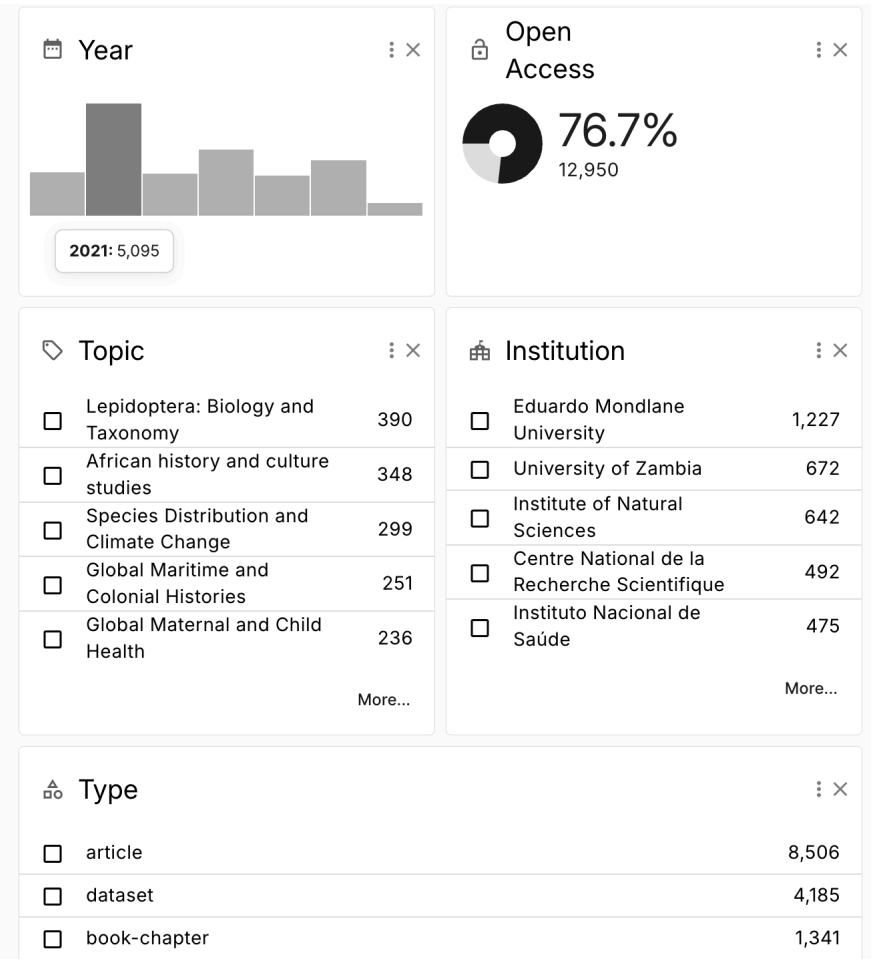 Year
2021: 5,095
Open
Access
76.7%
12,950
Topic
Lepidoptera: Biology and
Taxonomy
390
African history and culture
studies
348
Species Distribution and
Climate Change
299
Global Maritime and
Colonial Histories
251
Global Maternal and Child
Health
236
More...
Institution
Eduardo Mondlane
University
1,227
University of Zambia
672
Institute of Natural
Sciences
642
Centre National de la
Recherche Scientifique
492
Instituto Nacional de
Saúde
475
More...
Type
article
8,506
dataset
4,185
book-chapter
1,341